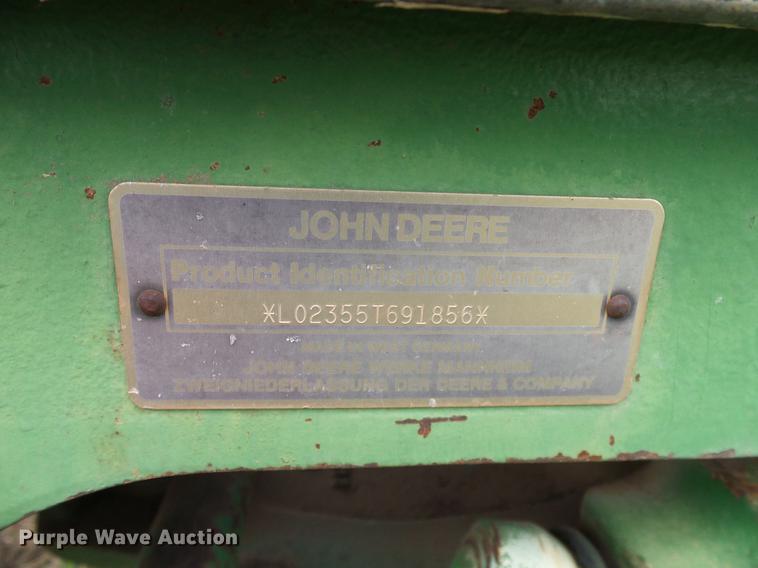 JOHN DEERE
Product Identification Number
*L02355T691856*
MADE IN WEST GERMANY
JOHN DEERE WERKE MANNHEIM
ZWEIGNIEDERLASSUNG DER DEERE & COMPANY
Purple Wave Auction